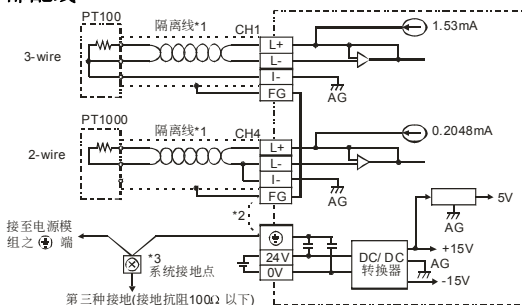 PT100
隔离线*1
CH1
3-wire
L+
L-
I-
FG
1.53mA
AG
PT1000
隔离线*1
CH4
2-wire
L+
L-
I-
FG
0.2048mA
AG
*2
接至电源模
组之 端
*3
系统接地点
24V
0V
DC/DC
转换器
5V
AG
+15V
AG
-15V
第三种接地(接地抗阻100Ω 以下)